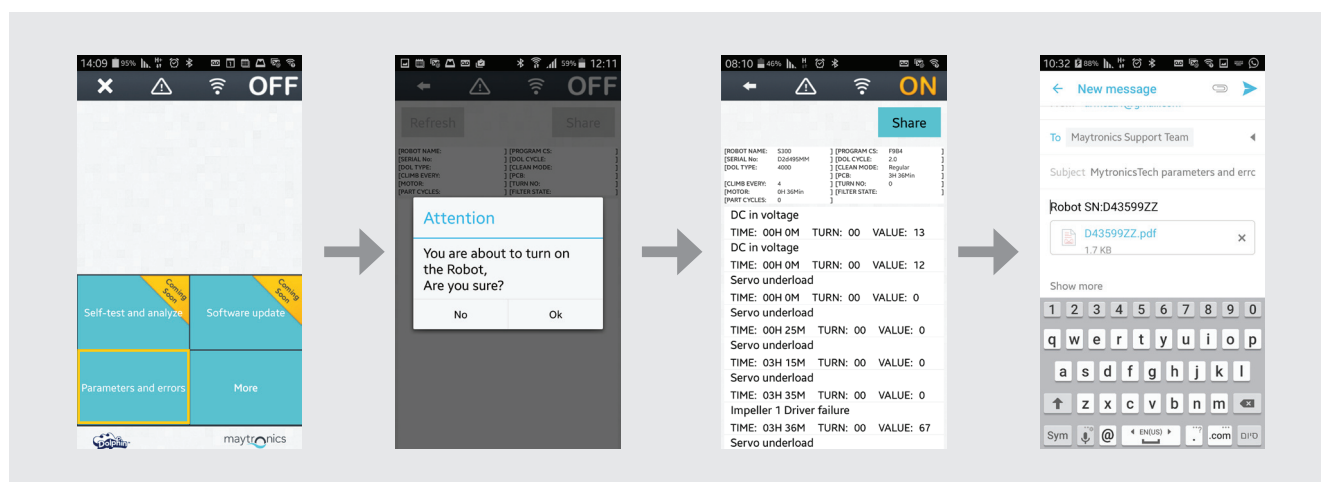 14:09 95%
OFF
Coming Soon
Coming Soon
Self-test and analyze
Software update
Parameters and errors
More
Dolphin
maytronics
59% 12:11
OFF
Refresh
Share
[ROBOT NAME: ] [PROGRAM CS: ]
[SERIAL No: ] [DOL CYCLE: ]
[DOL TYPE: ] [CLEAN MODE: ]
[CLIMB EVERY: ] [PCB: ]
[MOTOR: ] [TURN NO: ]
[PART CYCLES: ] [FILTER STATE: ]
Attention
You are about to turn on
the Robot,
Are you sure?
No
Ok
08:10 46%
ON
Share
[ROBOT NAME: S300 ] [PROGRAM CS: F9B4 ]
[SERIAL No: D2d495MM ] [DOL CYCLE: 2.0 ]
[DOL TYPE: 4000 ] [CLEAN MODE: Regular ]
] [PCB: 3H 36Min ]
[CLIMB EVERY: 4 ] [TURN NO: 0 ]
[MOTOR: 0H 36Min ] [FILTER STATE: ]
[PART CYCLES: 0 ]
DC in voltage
TIME: 00H 0M TURN: 00 VALUE: 13
DC in voltage
TIME: 00H 0M TURN: 00 VALUE: 12
Servo underload
TIME: 00H 0M TURN: 00 VALUE: 0
Servo underload
TIME: 00H 25M TURN: 00 VALUE: 0
Servo underload
TIME: 03H 15M TURN: 00 VALUE: 0
Servo underload
TIME: 03H 35M TURN: 00 VALUE: 0
Impeller 1 Driver failure
TIME: 03H 36M TURN: 00 VALUE: 67
Servo underload
10:32 88%
New message
To Maytronics Support Team
Subject MytronicsTech parameters and errc
Robot SN:D43599ZZ
D43599ZZ.pdf
1.7 KB
Show more
1 2 3 4 5 6 7 8 9 0
q w e r t y u i o p
a s d f g h j k l
z x c v b n m
Sym @ EN(US) . .com סיום